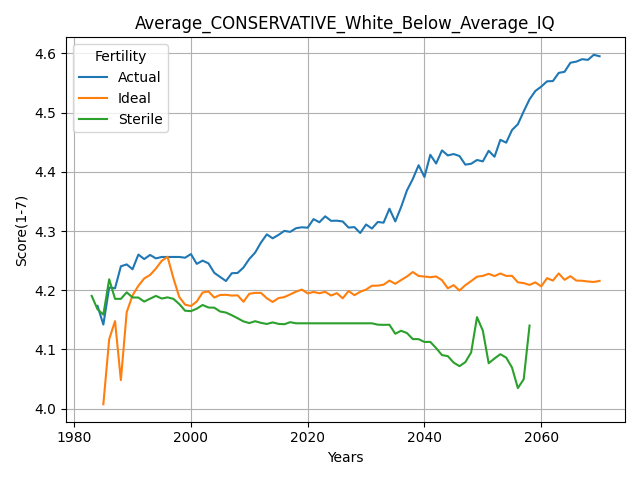 Average_CONSERVATIVE_White_Below_Average_IQ
Fertility
Actual
Ideal
Sterile
Score(1-7)
4.6
4.5
4.4
4.3
4.2
4.1
4.0
1980
2000
2020
2040
2060
Years